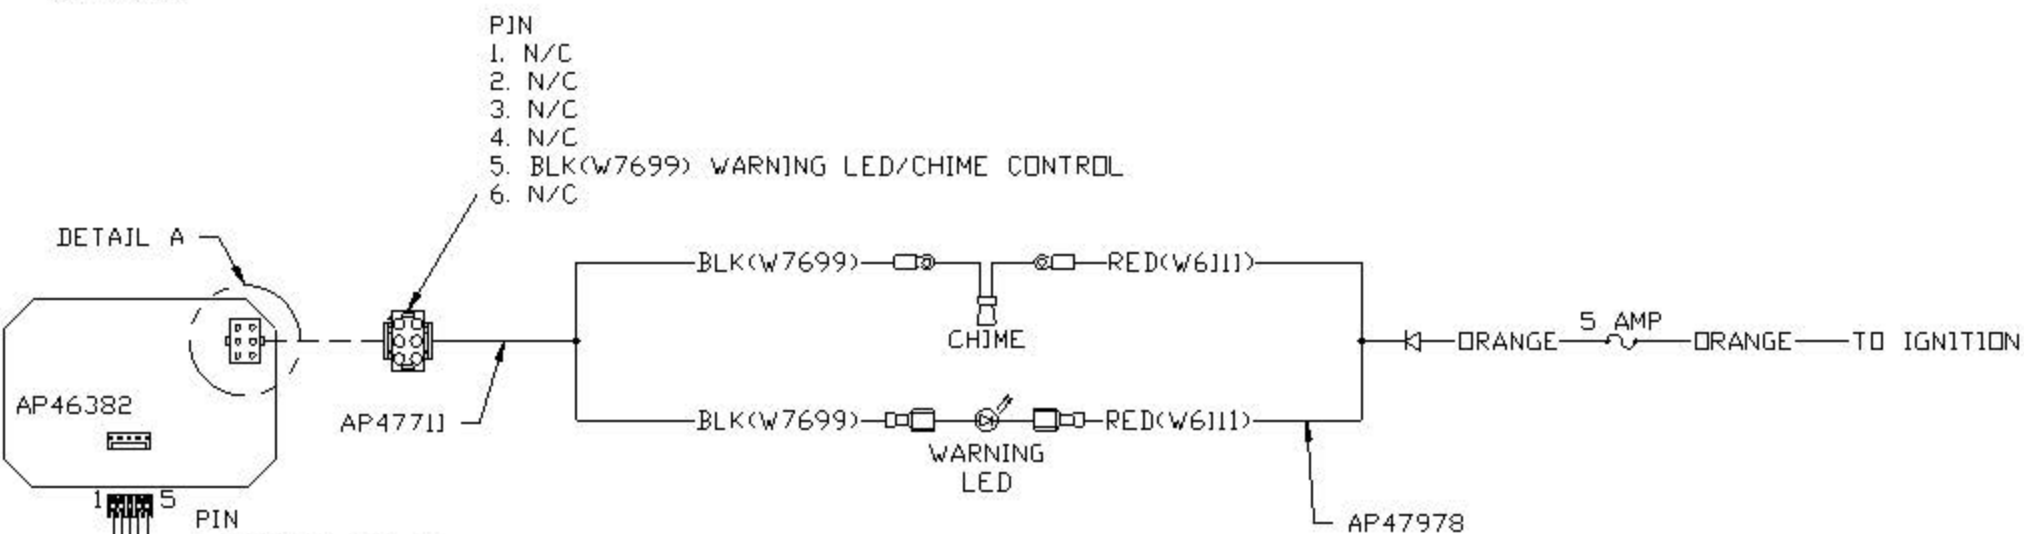 PIN
1. N/C
2. N/C
3. N/C
4. N/C
5. BLK(W7699) WARNING LED/CHIME CONTROL
6. N/C
DETAIL A
BLK(W7699)
RED(W6111)
CHIME
5 AMP
ORANGE
ORANGE
TO IGNITION
AP46382
AP47711
BLK(W7699)
RED(W6111)
WARNING
LED
AP47978
1
5
PIN